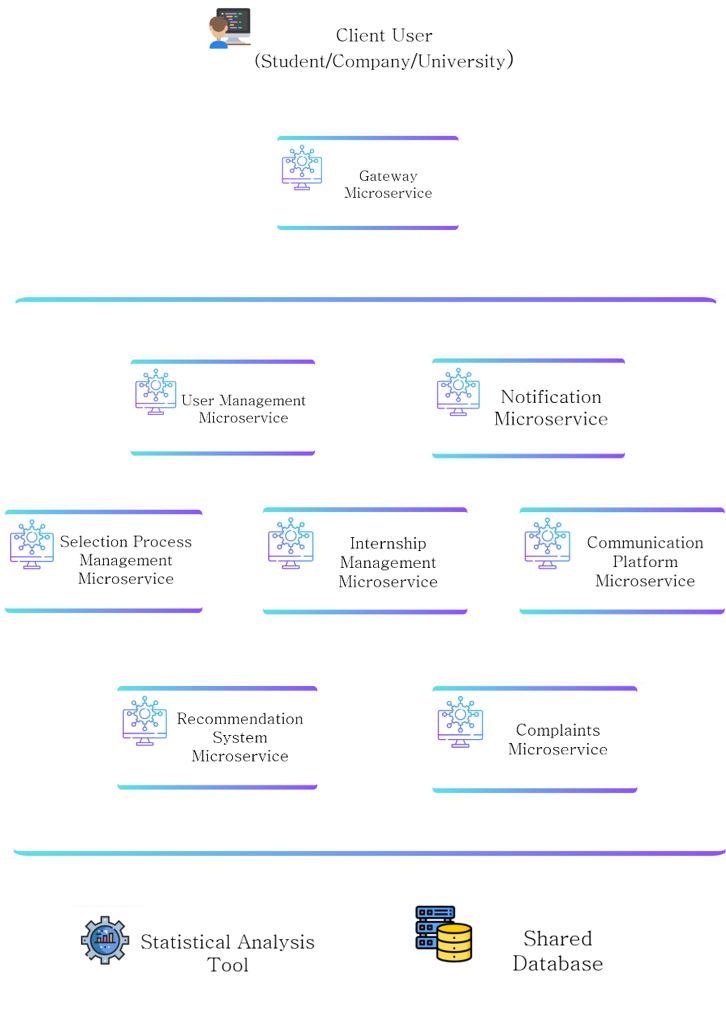 Client User
(Student/Company/University)
Gateway
Microservice
User Management
Microservice
Notification
Microservice
Selection Process
Management
Microservice
Internship
Management
Microservice
Communication
Platform
Microservice
Recommendation
System
Microservice
Complaints
Microservice
Statistical Analysis
Tool
Shared
Database